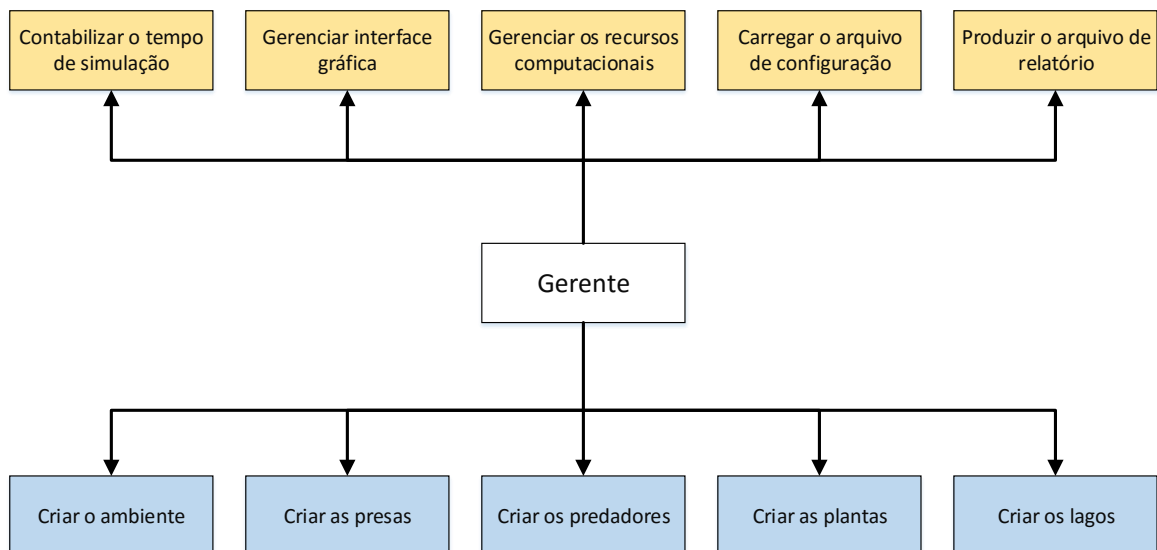 Contabilizar o tempo
de simulação
Gerenciar interface
gráfica
Gerenciar os recursos
computacionais
Carregar o arquivo
de configuração
Produzir o arquivo de
relatório
Gerente
Criar o ambiente
Criar as presas
Criar os predadores
Criar as plantas
Criar os lagos